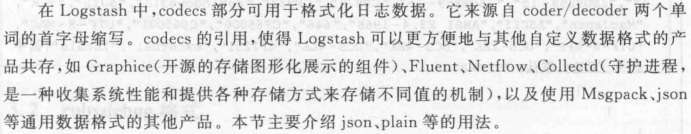 在 Logstash 中,codecs 部分可用于格式化日志数据。它来源自 coder/decoder 两个单
词的首字母缩写。codecs 的引用,使得 Logstash 可以更方便地与其他自定义数据格式的产
品共存,如 Graphice(开源的存储图形化展示的组件)、Fluent、Netflow、Collectd(守护进程,
是一种收集系统性能和提供各种存储方式来存储不同值的机制),以及使用 Msgpack、json
等通用数据格式的其他产品。本节主要介绍 json、plain 等的用法。